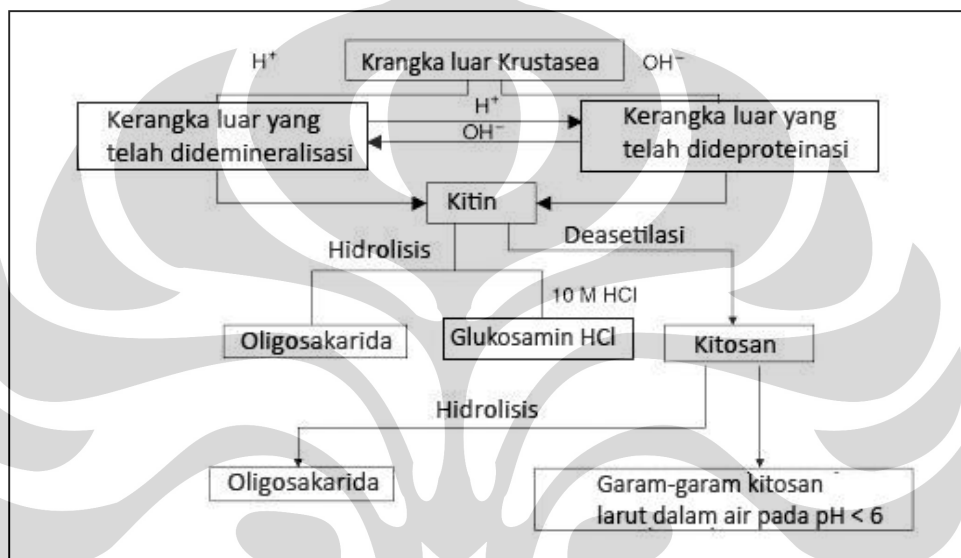 H⁺
Krangka luar Krustasea
OH⁻
Kerangka luar yang
telah didemineralisasi
H⁺
OH⁻
Kerangka luar yang
telah dideproteinasi
Kitin
Hidrolisis
Deasetilasi
10 M HCl
Oligosakarida
Glukosamin HCl
Kitosan
Hidrolisis
Oligosakarida
Garam-garam kitosan
larut dalam air pada pH < 6